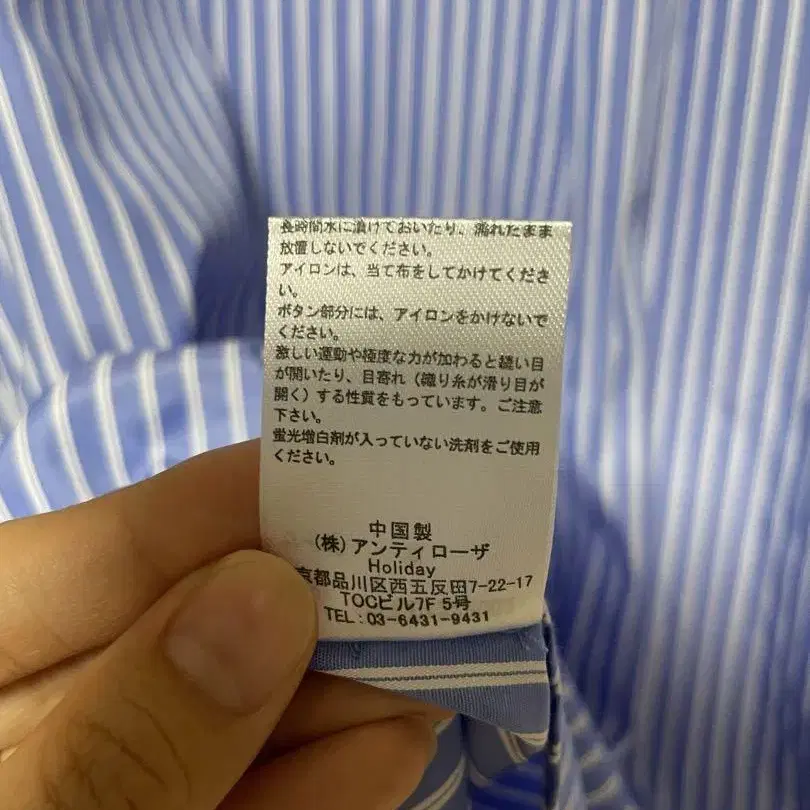 長時間水に漬けておいたり、濡れたまま
放置しないでください。
アイロンは、当て布をしてかけてくださ
い。
ボタン部分には、アイロンをかけないで
ください。
激しい運動や極度な力が加わると縫い目
が開いたり、目寄れ（織り糸が滑り目が
開く）する性質をもっています。ご注意
下さい。
蛍光増白剤が入っていない洗剤をご使用
ください。
中国製
(株)アンティローザ
Holiday
京都品川区西五反田7-22-17
TOCビル7F 5号
TEL:03-6431-9431